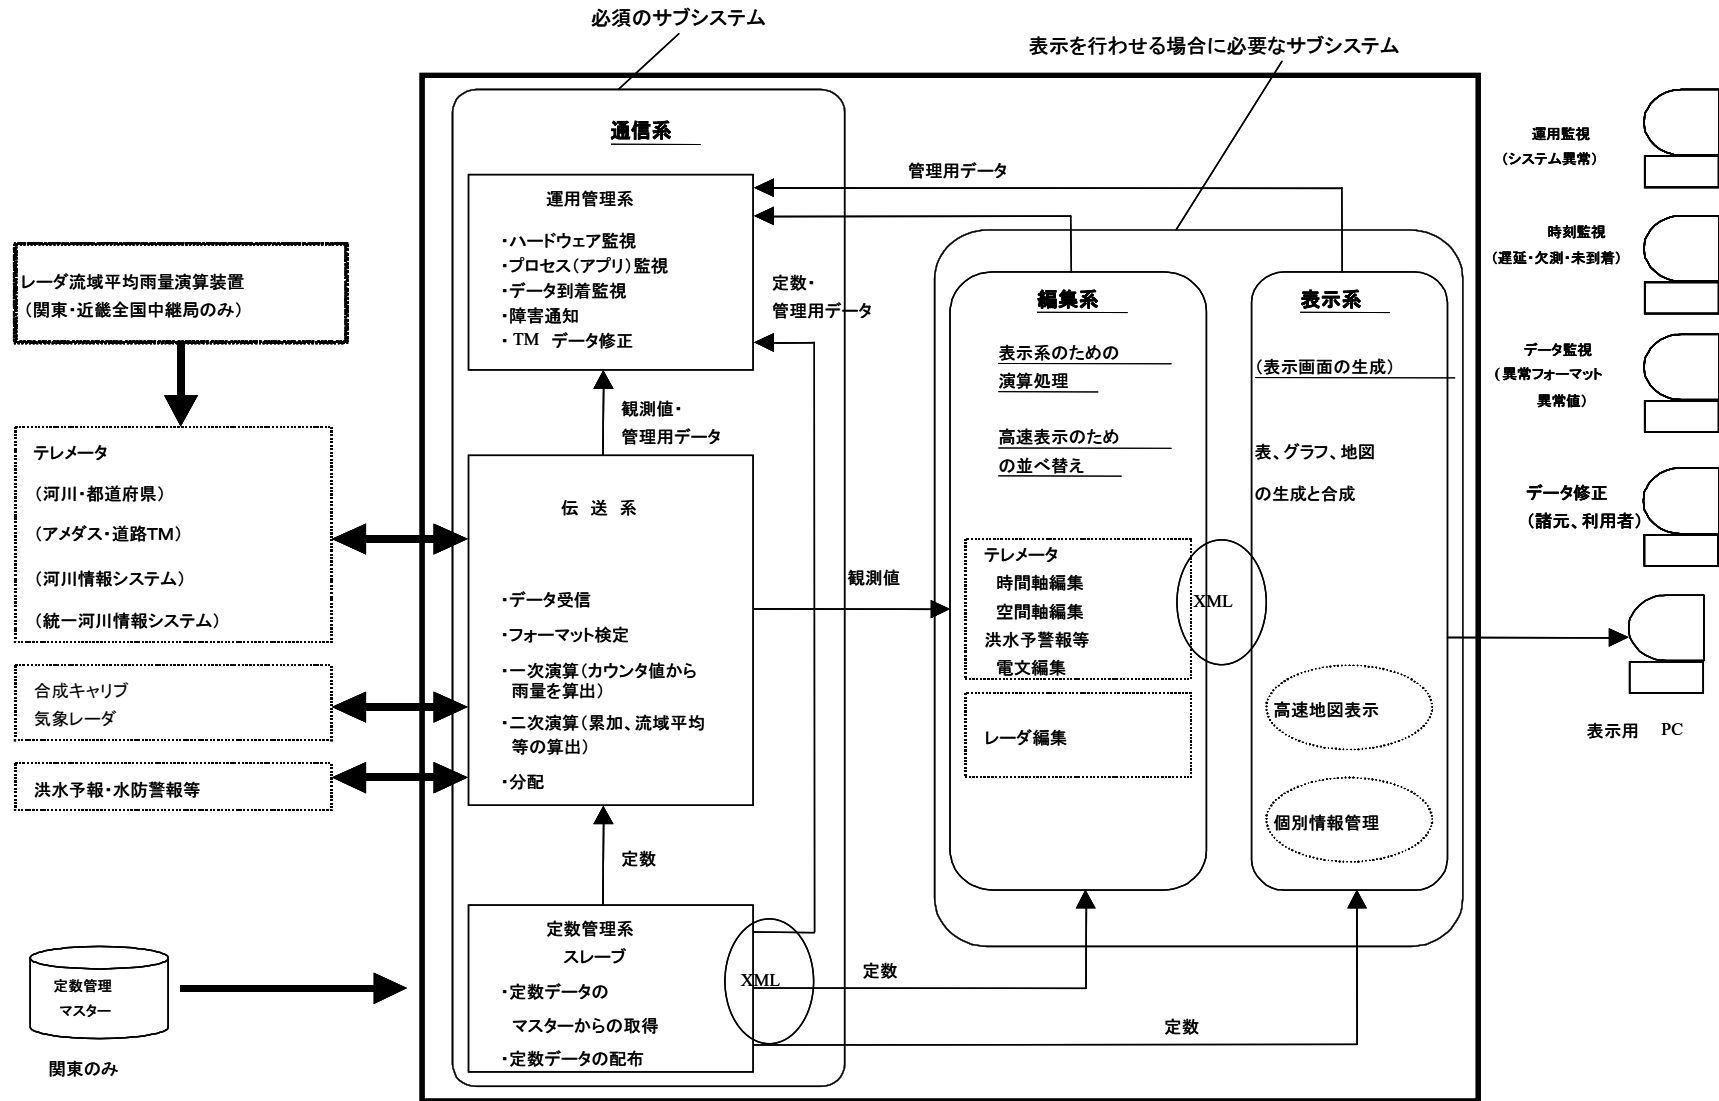 必須のサブシステム
表示を行わせる場合に必要なサブシステム
レーダ流域平均雨量演算装置
(関東・近畿全国中継局のみ)
テレメータ
(河川・都道府県)
(アメダス・道路TM)
(河川情報システム)
(統一河川情報システム)
合成キャリブ
気象レーダ
洪水予報・水防警報等
定数管理
マスター
関東のみ
通信系
運用管理系
・ハードウェア監視
・プロセス(アプリ)監視
・データ到着監視
・障害通知
・TM データ修正
観測値・
管理用データ
伝 送 系
・データ受信
・フォーマット検定
・一次演算(カウンタ値から
雨量を算出)
・二次演算(累加、流域平均
等の算出)
・分配
定数
定数管理系
スレーブ
・定数データの
マスターからの取得
・定数データの配布
XML
管理用データ
定数・
管理用データ
観測値
定数
定数
編集系
表示系のための
演算処理
高速表示のため
の並べ替え
テレメータ
時間軸編集
空間軸編集
洪水予警報等
電文編集
レーダ編集
XML
表示系
(表示画面の生成)
表、グラフ、地図
の生成と合成
高速地図表示
個別情報管理
運用監視
(システム異常)
時刻監視
(遅延・欠測・未到着)
データ監視
(異常フォーマット
異常値)
データ修正
(諸元、利用者)
表示用 PC